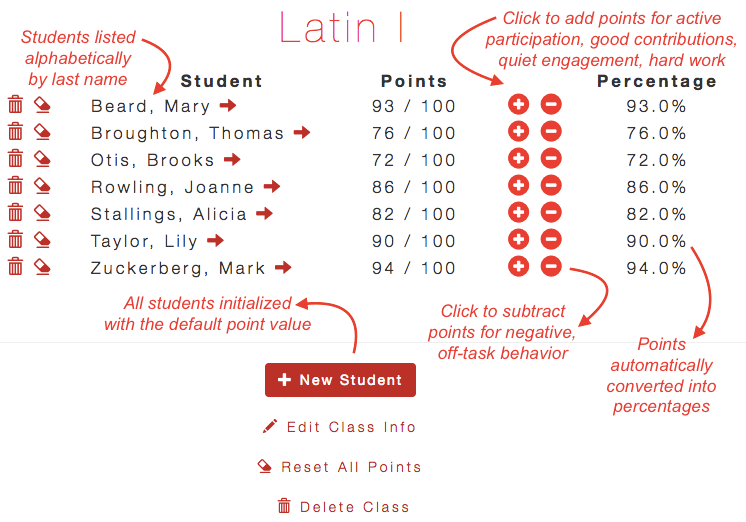 Latin I
Students listed
alphabetically
by last name
Click to add points for active
participation, good contributions,
quiet engagement, hard work
Student Points Percentage
Beard, Mary 93 / 100 93.0%
Broughton, Thomas 76 / 100 76.0%
Otis, Brooks 72 / 100 72.0%
Rowling, Joanne 86 / 100 86.0%
Stallings, Alicia 82 / 100 82.0%
Taylor, Lily 90 / 100 90.0%
Zuckerberg, Mark 94 / 100 94.0%
All students initialized
with the default point value
Click to subtract
points for negative,
off-task behavior
Points
automatically
converted into
percentages
New Student
Edit Class Info
Reset All Points
Delete Class